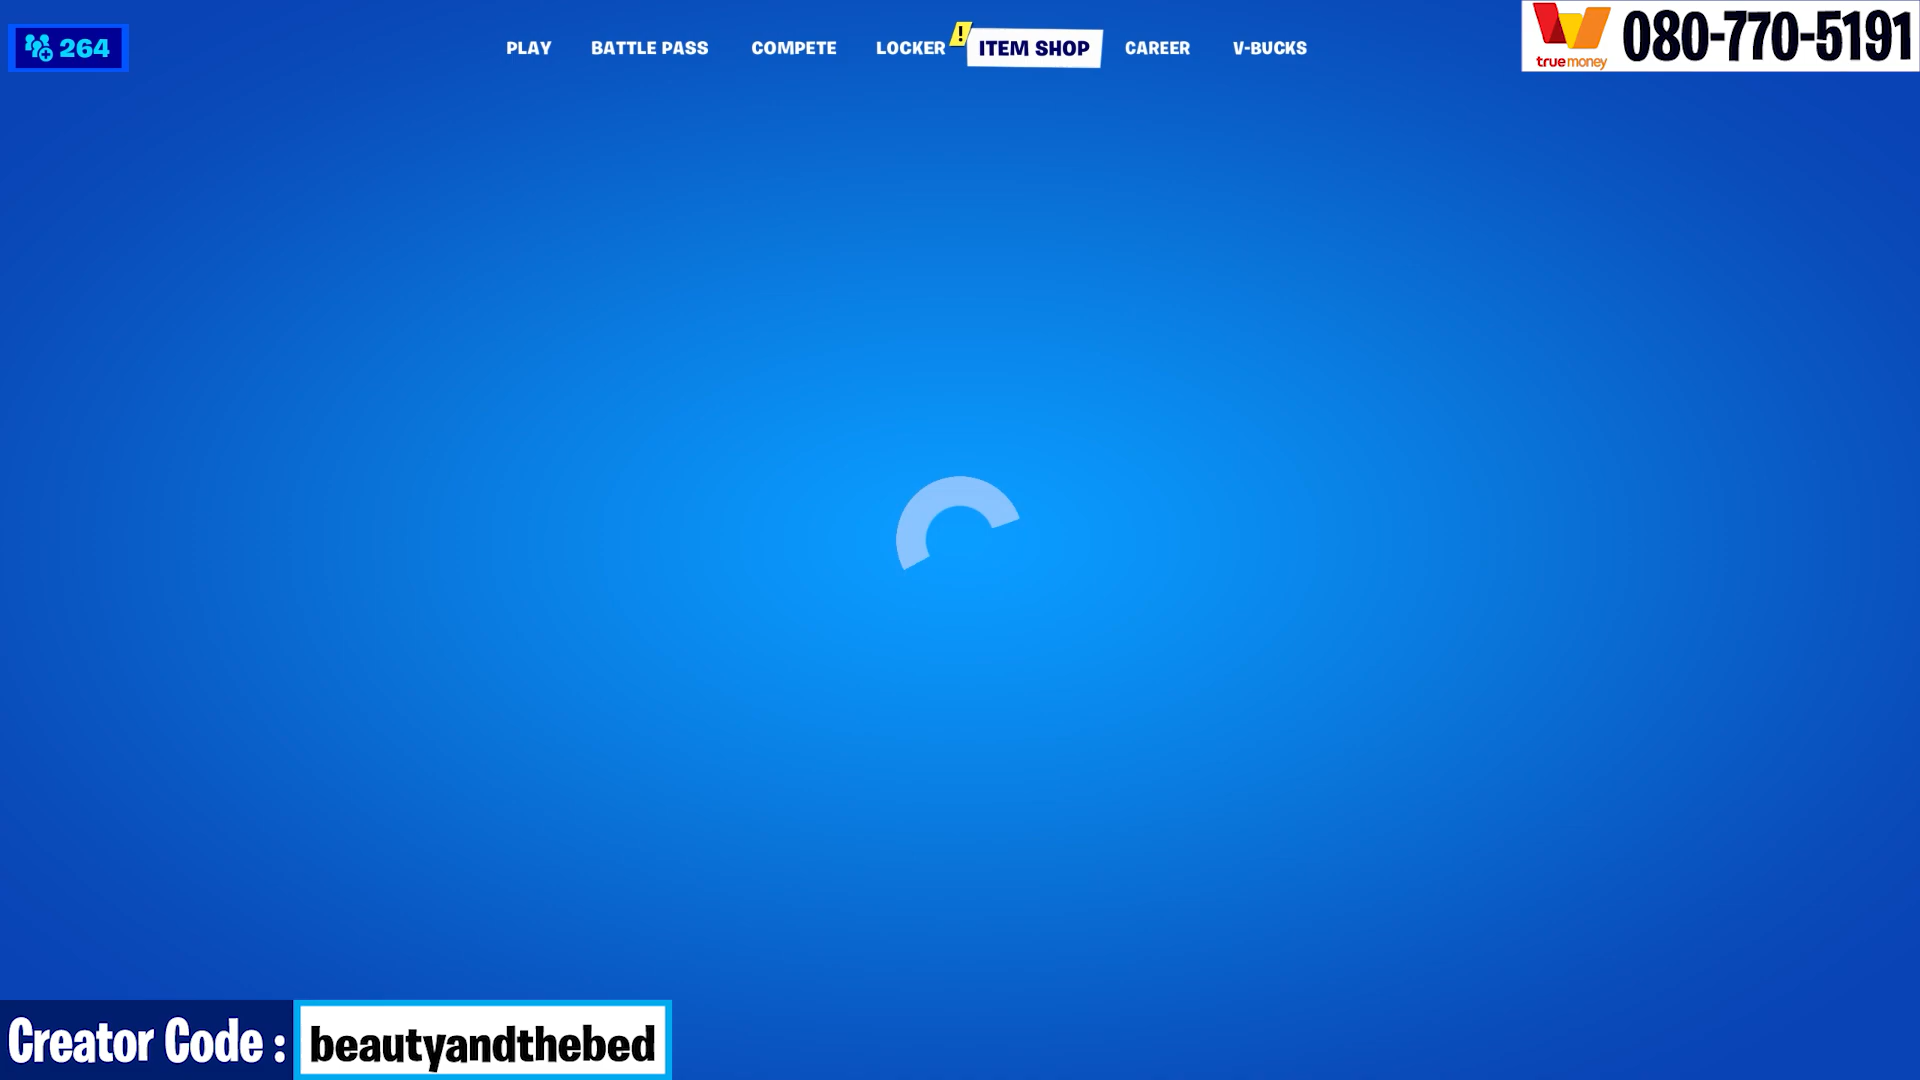 264
PLAY
BATTLE PASS
COMPETE
LOCKER
!
ITEM SHOP
CAREER
V-BUCKS
truemoney
080-770-5191
Creator Code :
beautyandthebed